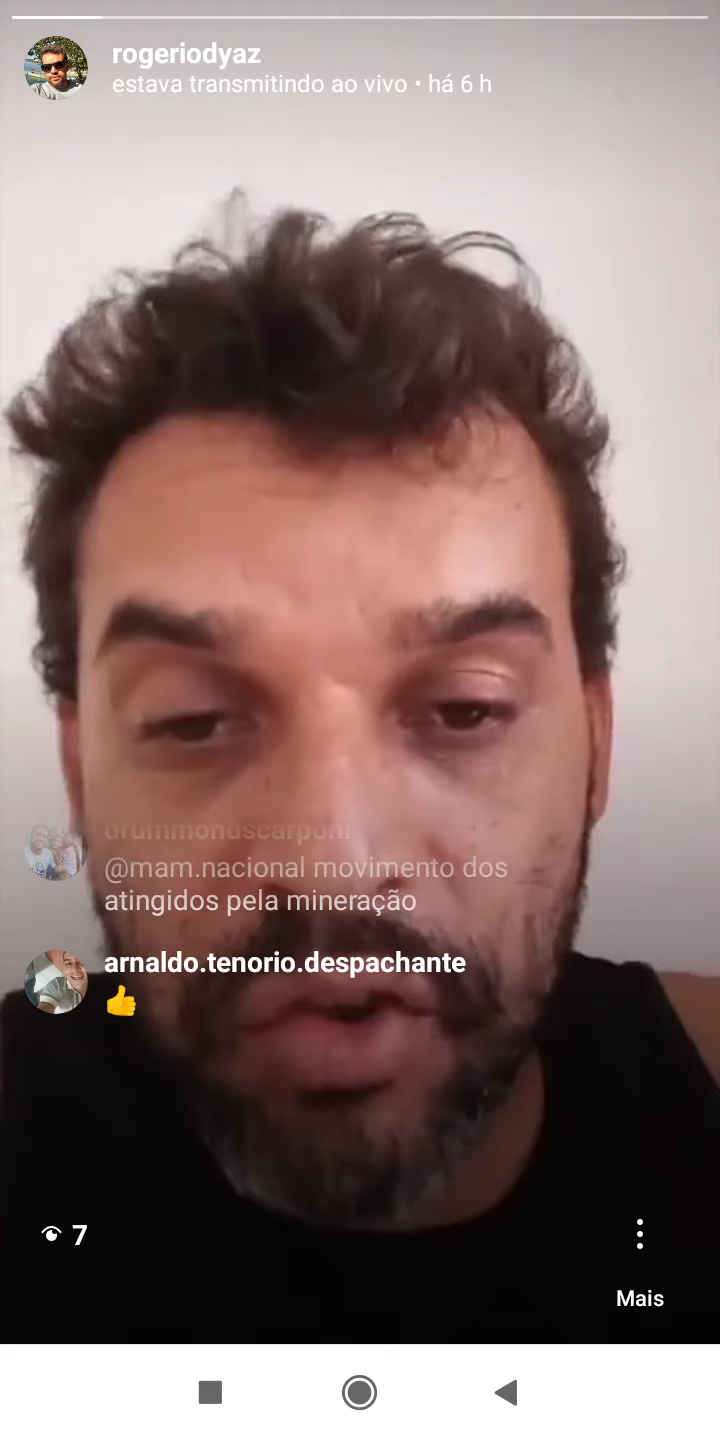 rogeriodyaz
estava transmitindo ao vivo • há 6 h
drummondscarponi
@mam.nacional movimento dos
atingidos pela mineração
arnaldo.tenorio.despachante
👍
7
Mais